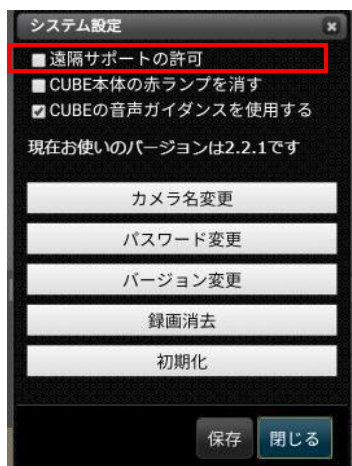 システム設定
遠隔サポートの許可
CUBE本体の赤ランプを消す
CUBEの音声ガイダンスを使用する
現在お使いのバージョンは2.2.1です
カメラ名変更
パスワード変更
バージョン変更
録画消去
初期化
保存 閉じる